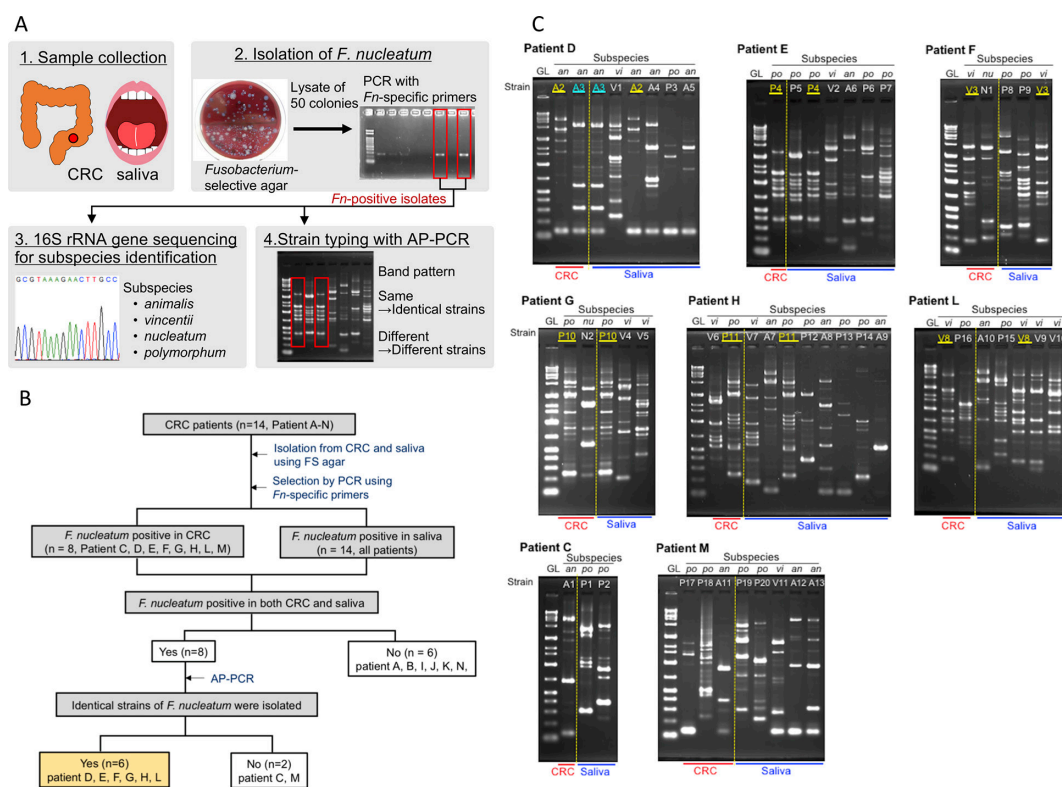 A
1. Sample collection
CRC saliva
2. Isolation of F. nucleatum
Lysate of
50 colonies
PCR with
Fn-specific primers
Fusobacterium-
selective agar
Fn-positive isolates
3. 16S rRNA gene sequencing
for subspecies identification
GCGTAAAGAACTTGCC
Subspecies
• animalis
• vincentii
• nucleatum
• polymorphum
4.Strain typing with AP-PCR
Band pattern
Same
→Identical strains
Different
→Different strains
B
CRC patients (n=14, Patient A-N)
Isolation from CRC and saliva
using FS agar
Selection by PCR using
Fn-specific primers
F. nucleatum positive in CRC
(n = 8, Patient C, D, E, F, G, H, L, M)
F. nucleatum positive in saliva
(n = 14, all patients)
F. nucleatum positive in both CRC and saliva
Yes (n=8)
No (n = 6)
patient A, B, I, J, K, N,
AP-PCR
Identical strains of F. nucleatum were isolated
Yes (n=6)
patient D, E, F, G, H, L
No (n=2)
patient C, M
C
Patient D
Subspecies
GL an an an vi an an po an
Strain A2 A3 A3 V1 A2 A4 P3 A5
CRC Saliva
Patient E
Subspecies
GL po po po vi an po po
P4 P5 P4 V2 A6 P6 P7
CRC Saliva
Patient F
Subspecies
GL vi nu po po vi
V3 N1 P8 P9 V3
CRC Saliva
Patient G
Subspecies
GL po nu po vi vi
Strain P10 N2 P10 V4 V5
CRC Saliva
Patient H
Subspecies
GL vi po vi an po po an po po an
V6 P11 V7 A7 P11 P12 A8 P13 P14 A9
CRC Saliva
Patient L
Subspecies
GL vi po an po vi vi vi
V8 P16 A10 P15 V8 V9 V10
CRC Saliva
Patient C
Subspecies
GL an po po
Strain A1 P1 P2
CRC Saliva
Patient M
Subspecies
GL po po an po po vi an an
P17 P18 A11 P19 P20 V11 A12 A13
CRC Saliva